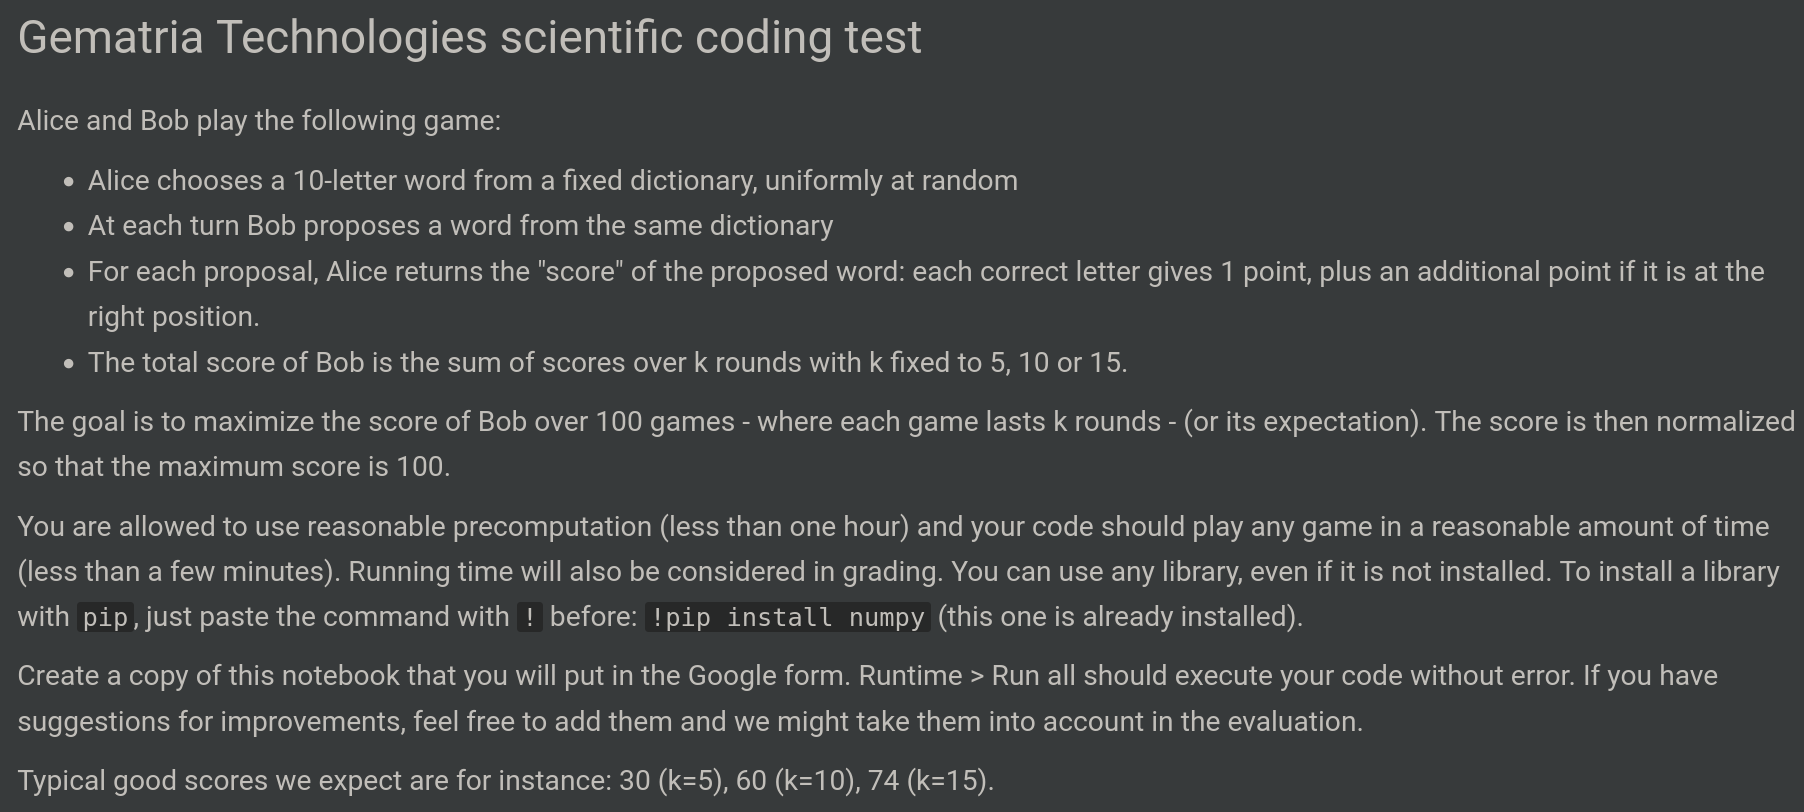 Gematria Technologies scientific coding test
Alice and Bob play the following game:
• Alice chooses a 10-letter word from a fixed dictionary, uniformly at random
• At each turn Bob proposes a word from the same dictionary
• For each proposal, Alice returns the "score" of the proposed word: each correct letter gives 1 point, plus an additional point if it is at the
right position.
• The total score of Bob is the sum of scores over k rounds with k fixed to 5, 10 or 15.
The goal is to maximize the score of Bob over 100 games - where each game lasts k rounds - (or its expectation). The score is then normalized
so that the maximum score is 100.
You are allowed to use reasonable precomputation (less than one hour) and your code should play any game in a reasonable amount of time
(less than a few minutes). Running time will also be considered in grading. You can use any library, even if it is not installed. To install a library
with pip, just paste the command with ! before: !pip install numpy (this one is already installed).
Create a copy of this notebook that you will put in the Google form. Runtime > Run all should execute your code without error. If you have
suggestions for improvements, feel free to add them and we might take them into account in the evaluation.
Typical good scores we expect are for instance: 30 (k=5), 60 (k=10), 74 (k=15).